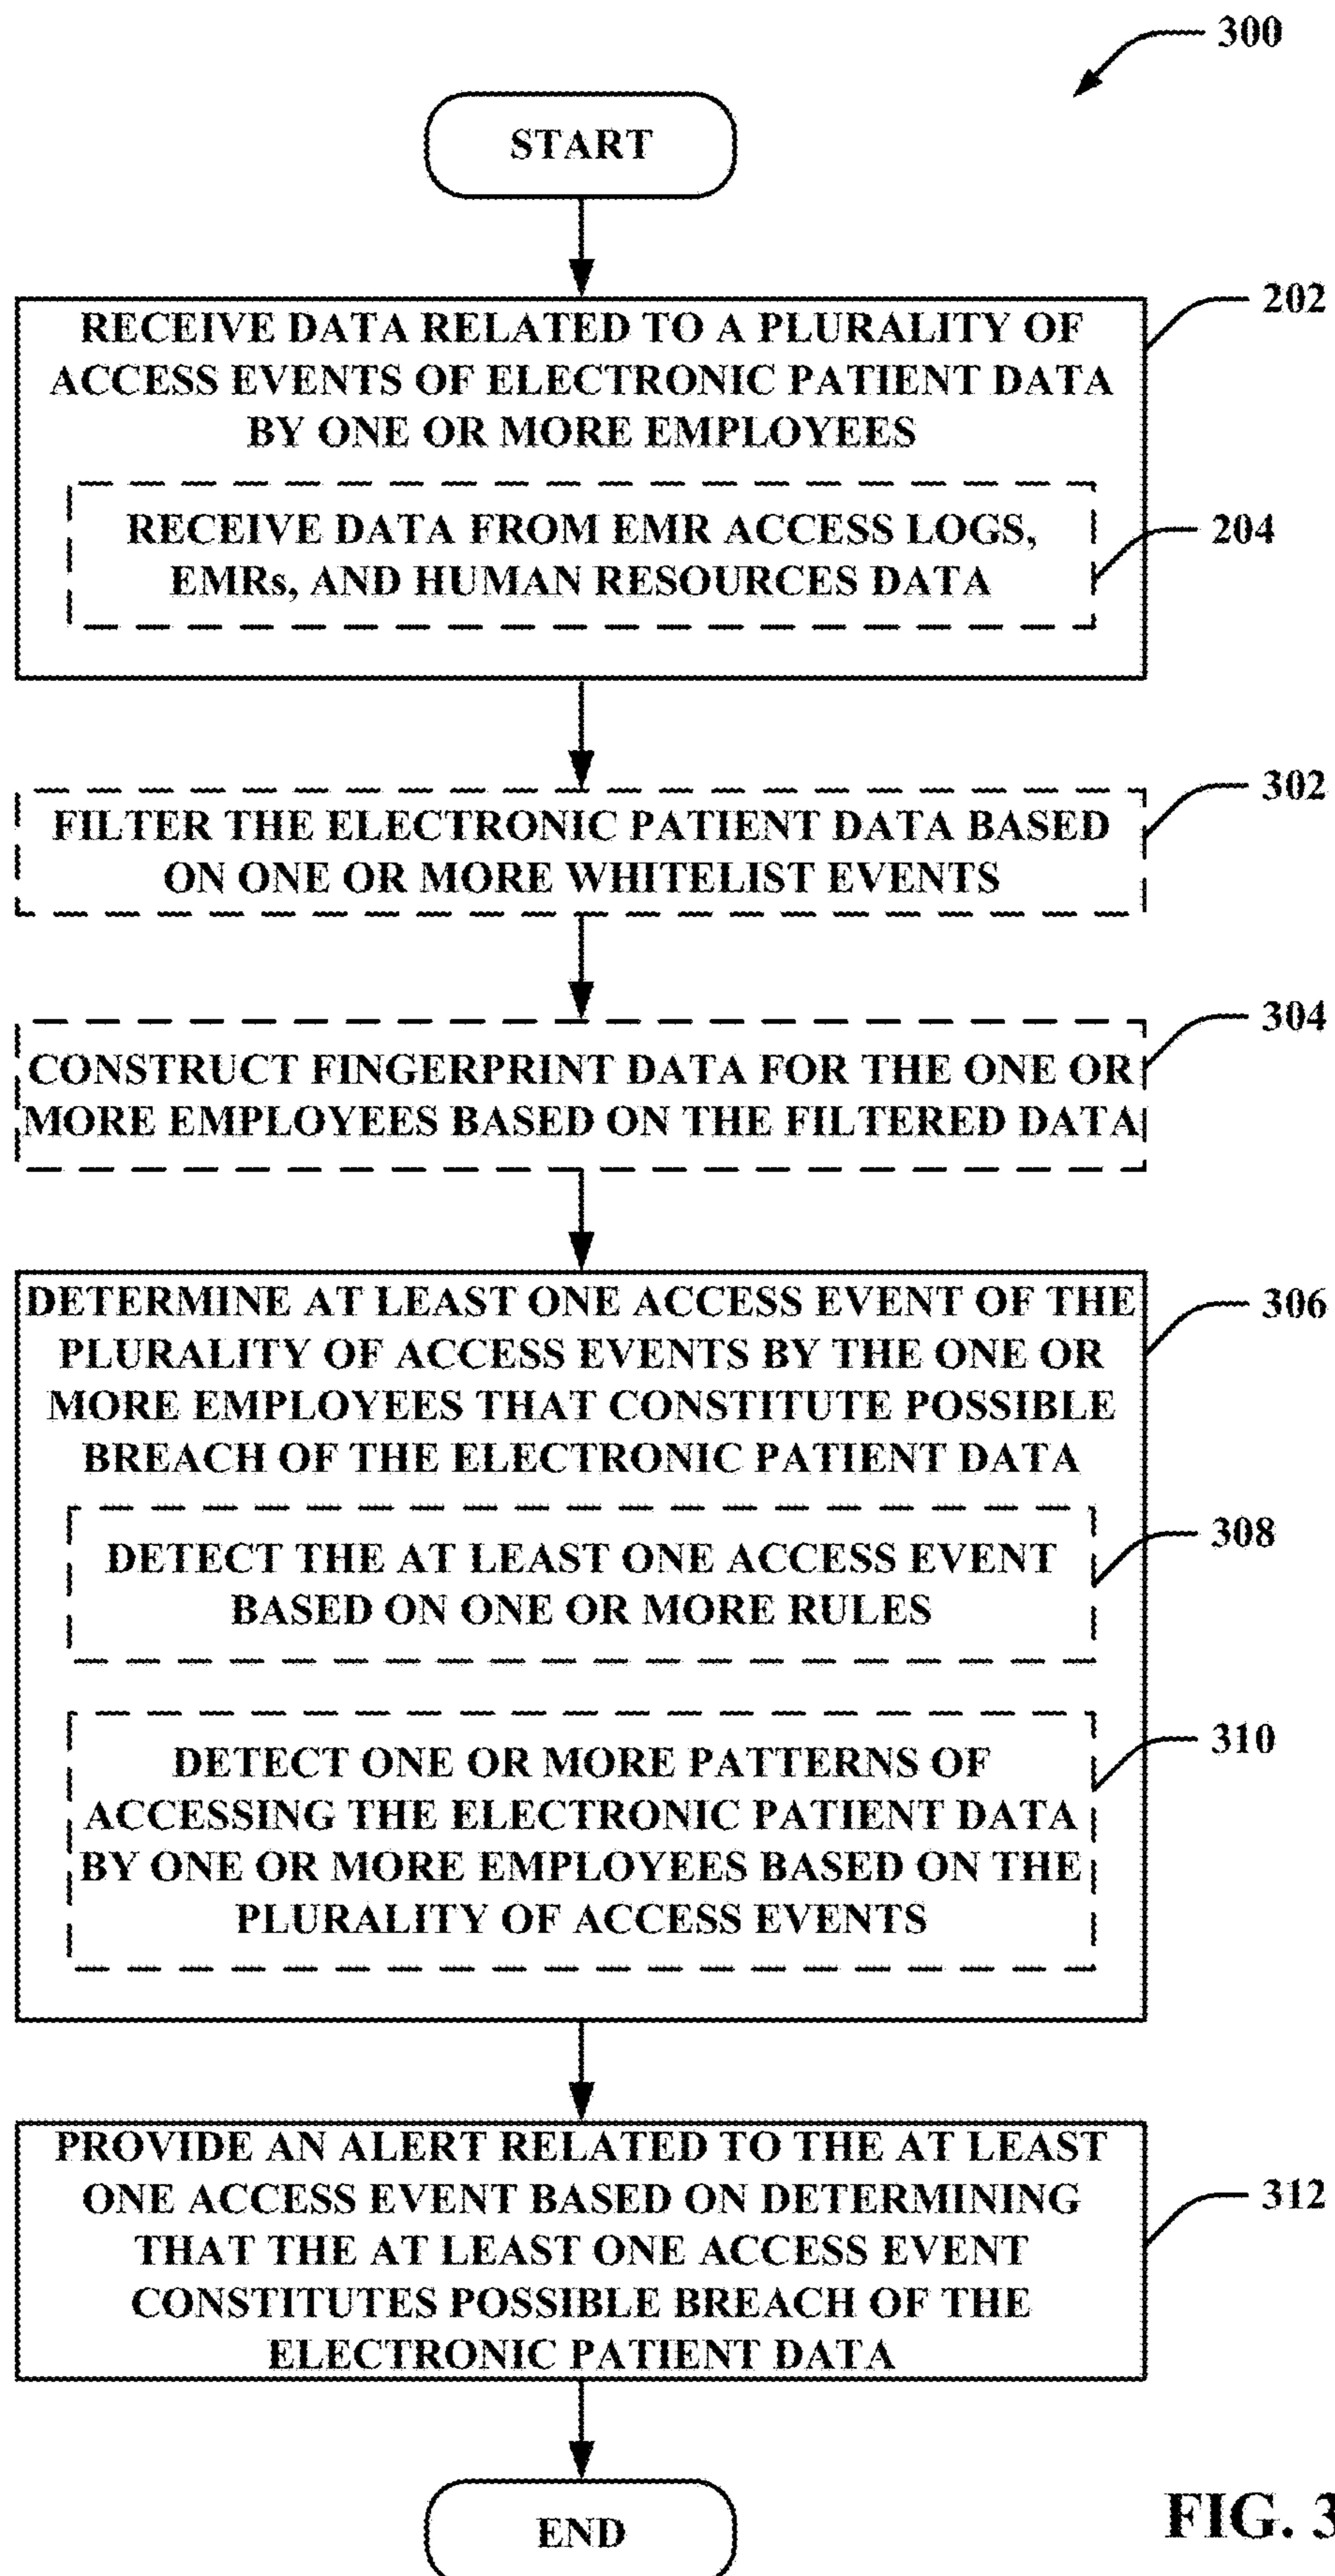 300
START
202
RECEIVE DATA RELATED TO A PLURALITY OF
ACCESS EVENTS OF ELECTRONIC PATIENT DATA
BY ONE OR MORE EMPLOYEES
RECEIVE DATA FROM EMR ACCESS LOGS,
EMRs, AND HUMAN RESOURCES DATA
204
302
FILTER THE ELECTRONIC PATIENT DATA BASED
ON ONE OR MORE WHITELIST EVENTS
304
CONSTRUCT FINGERPRINT DATA FOR THE ONE OR
MORE EMPLOYEES BASED ON THE FILTERED DATA
DETERMINE AT LEAST ONE ACCESS EVENT OF THE
306
PLURALITY OF ACCESS EVENTS BY THE ONE OR
MORE EMPLOYEES THAT CONSTITUTE POSSIBLE
BREACH OF THE ELECTRONIC PATIENT DATA
308
DETECT THE AT LEAST ONE ACCESS EVENT
BASED ON ONE OR MORE RULES
310
DETECT ONE OR MORE PATTERNS OF
ACCESSING THE ELECTRONIC PATIENT DATA
BY ONE OR MORE EMPLOYEES BASED ON THE
PLURALITY OF ACCESS EVENTS
PROVIDE AN ALERT RELATED TO THE AT LEAST
ONE ACCESS EVENT BASED ON DETERMINING
312
THAT THE AT LEAST ONE ACCESS EVENT
CONSTITUTES POSSIBLE BREACH OF THE
ELECTRONIC PATIENT DATA
END
FIG. 3